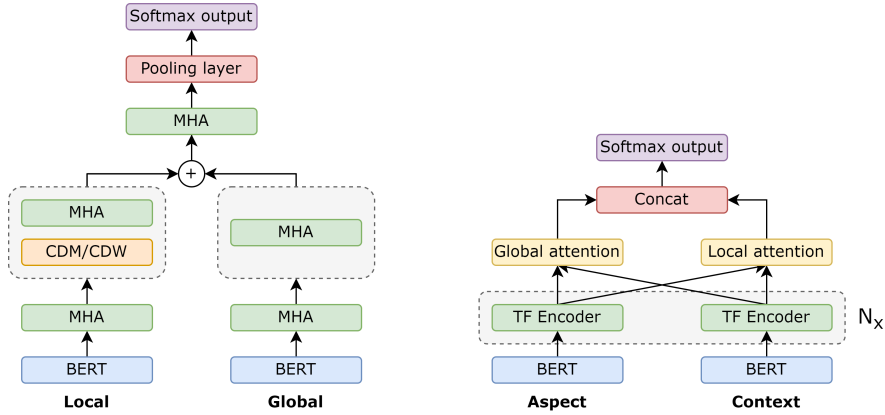 Softmax output
Pooling layer
MHA
+
MHA
CDM/CDW
MHA
MHA
MHA
BERT
BERT
Local
Global
Softmax output
Concat
Global attention
Local attention
TF Encoder
TF Encoder
Nx
BERT
BERT
Aspect
Context